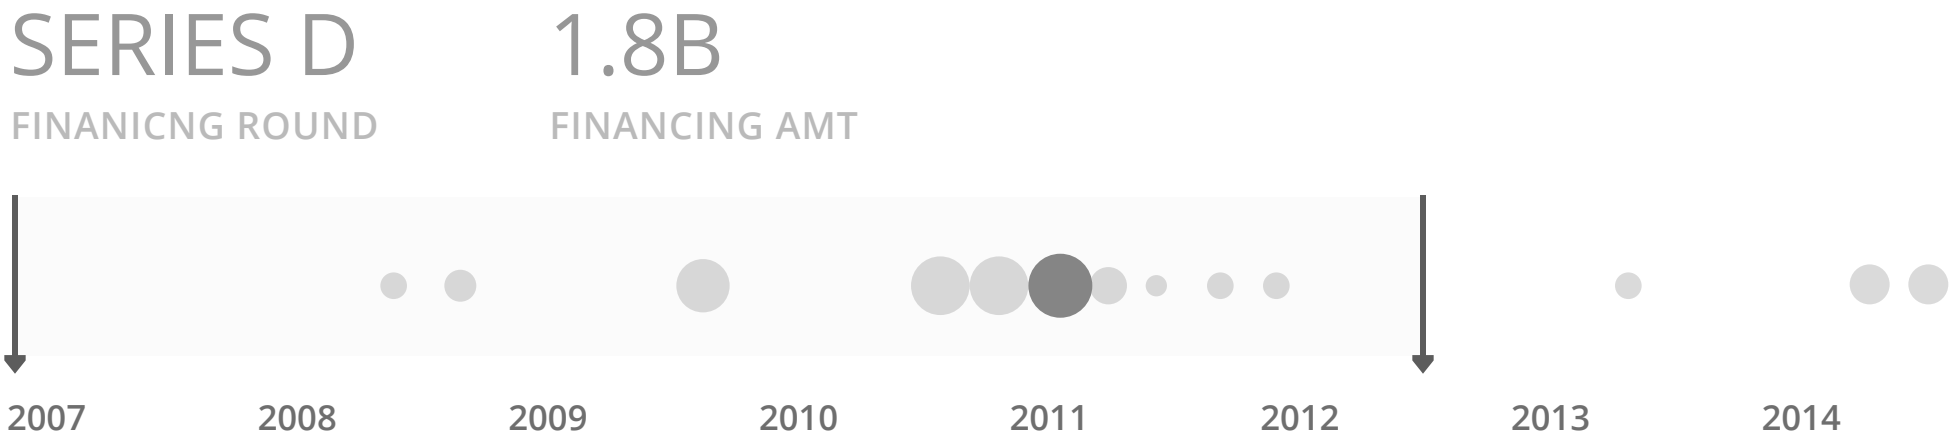 SERIES D 1.8B
FINANICNG ROUND FINANCING AMT
2007 2008 2009 2010 2011 2012 2013 2014